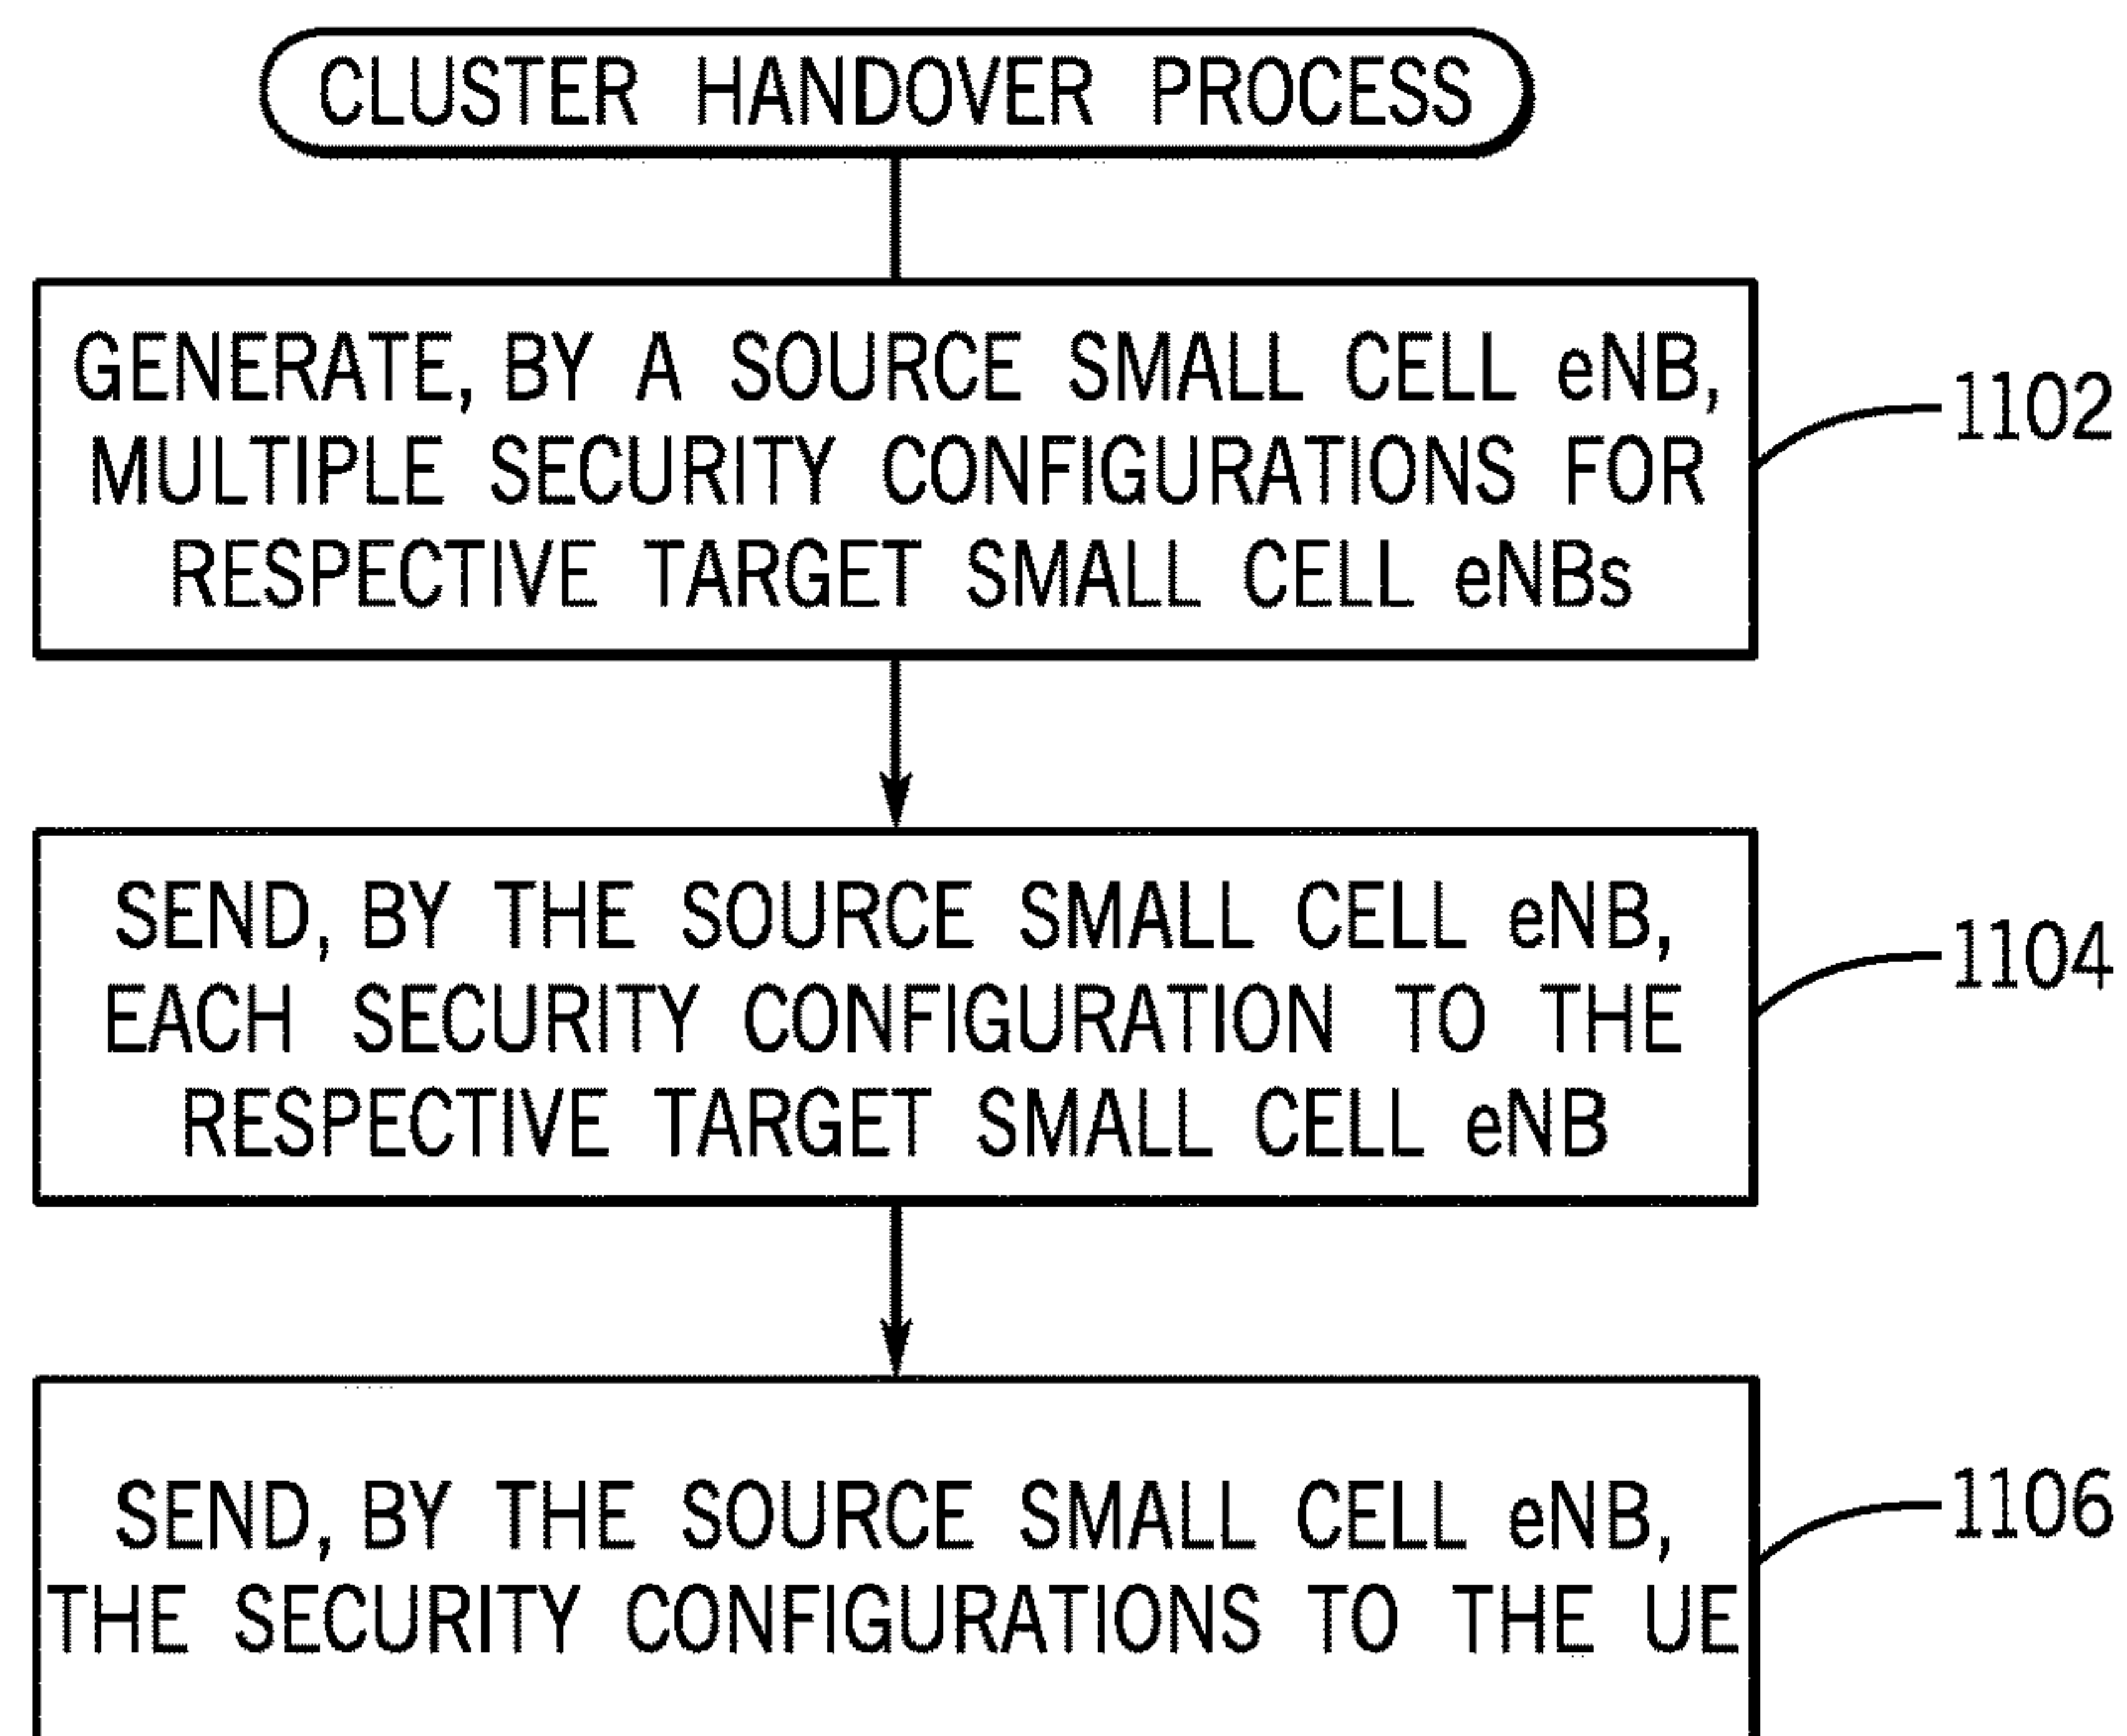 CLUSTER HANDOVER PROCESS
GENERATE, BY A SOURCE SMALL CELL eNB,
MULTIPLE SECURITY CONFIGURATIONS FOR
RESPECTIVE TARGET SMALL CELL eNBs
1102
SEND, BY THE SOURCE SMALL CELL eNB,
EACH SECURITY CONFIGURATION TO THE
RESPECTIVE TARGET SMALL CELL eNB
1104
SEND, BY THE SOURCE SMALL CELL eNB,
THE SECURITY CONFIGURATIONS TO THE UE
1106